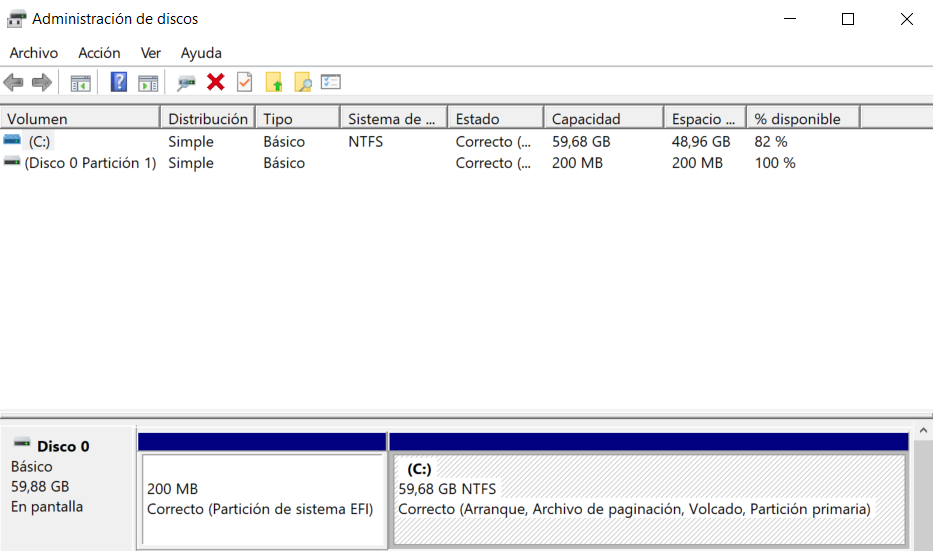 Administración de discos
Archivo Acción Ver Ayuda
Volumen Distribución Tipo Sistema de ... Estado Capacidad Espacio ... % disponible
(C:) Simple Básico NTFS Correcto (... 59,68 GB 48,96 GB 82 %
(Disco 0 Partición 1) Simple Básico Correcto (... 200 MB 200 MB 100 %
Disco 0
Básico
59,88 GB
En pantalla
200 MB
Correcto (Partición de sistema EFI)
(C:)
59,68 GB NTFS
Correcto (Arranque, Archivo de paginación, Volcado, Partición primaria)